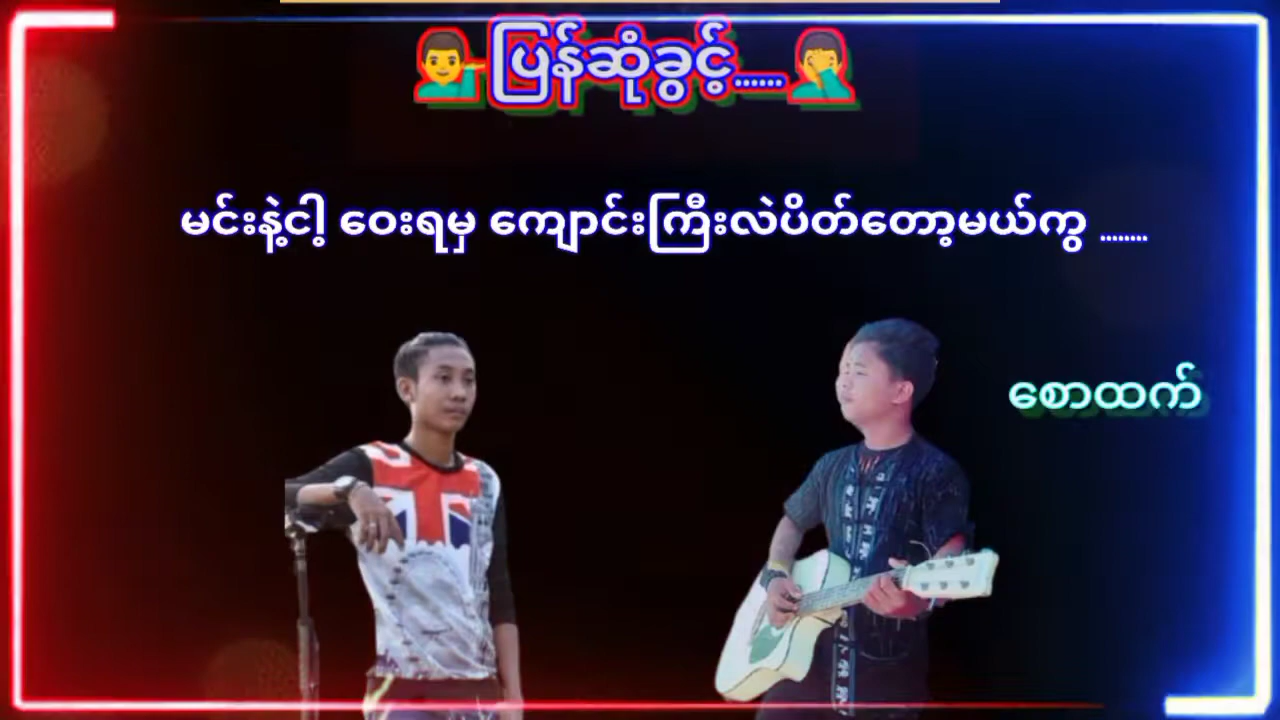 💁‍♂️ပြန်ဆုံခွင့်......🤦‍♂️
မင်းနဲ့ငါ့ ဝေးရမှ ကျောင်းကြီးလဲပိတ်တော့မယ်ကွ ........
စောထက်